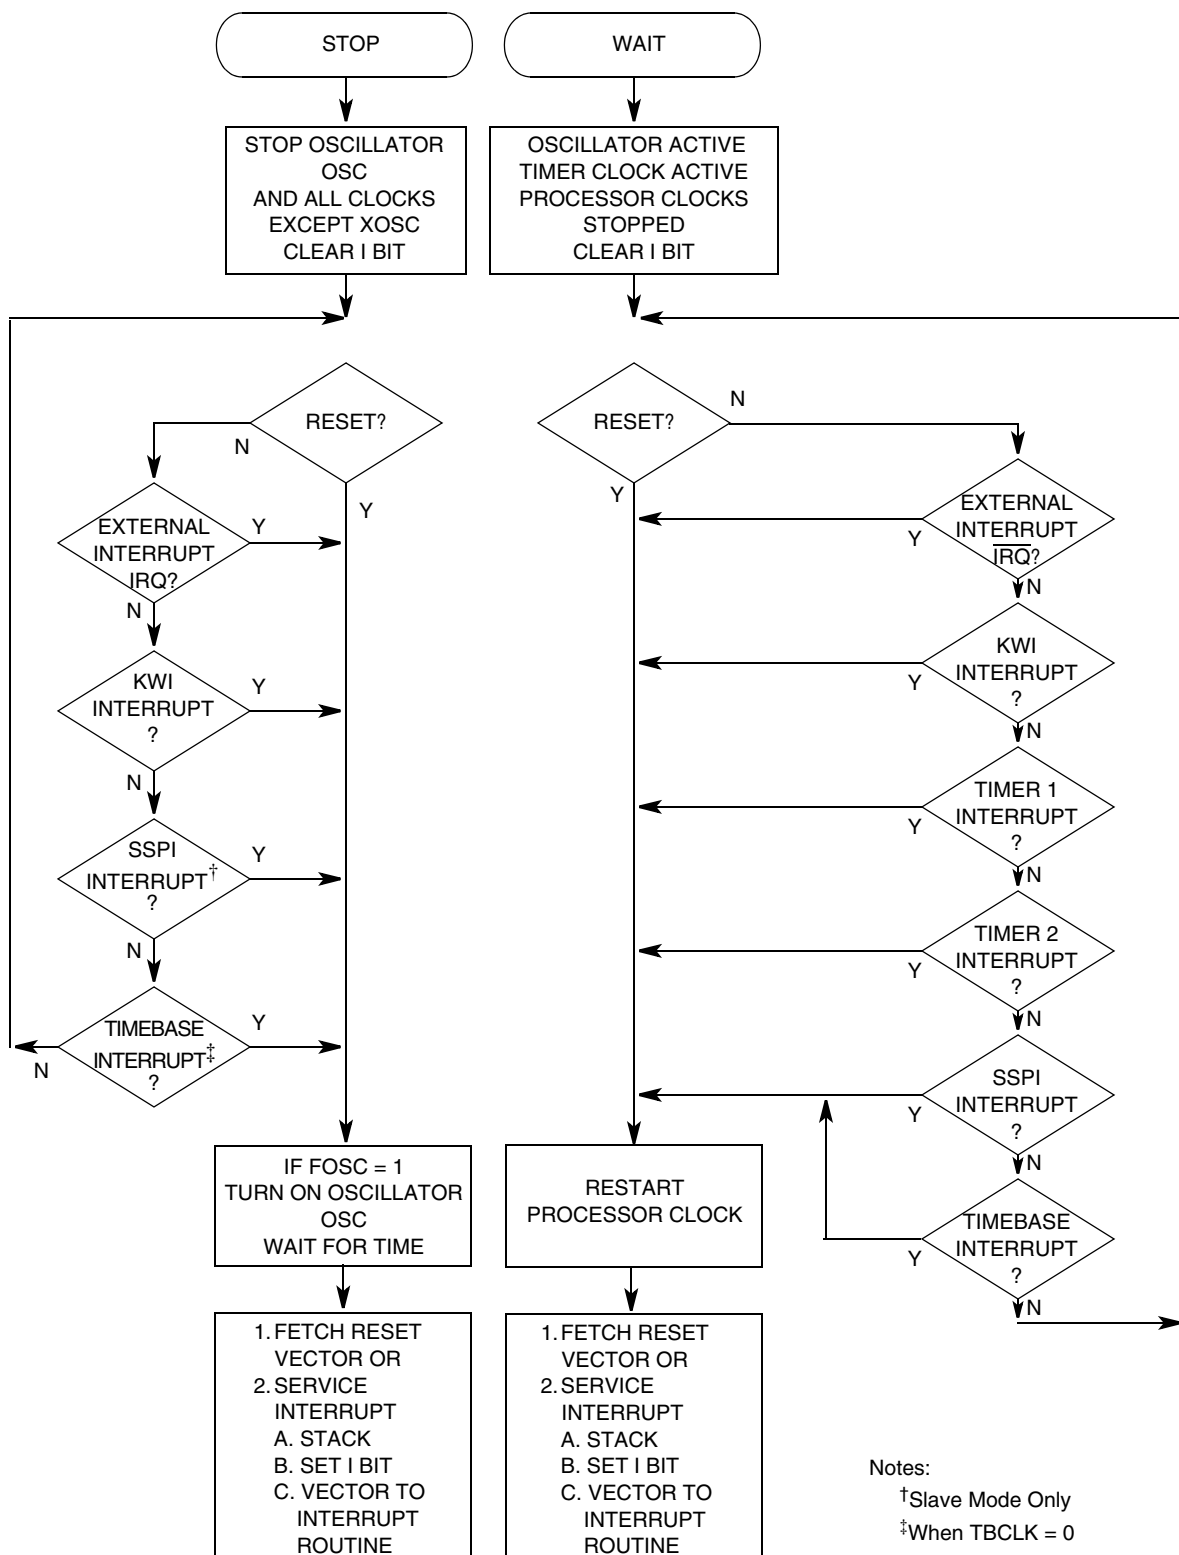 STOP
STOP OSCILLATOR
OSC
AND ALL CLOCKS
EXCEPT XOSC
CLEAR I BIT
RESET?
N
Y
EXTERNAL
INTERRUPT
IRQ?
Y
N
KWI
INTERRUPT
?
Y
N
SSPI
INTERRUPT†
?
Y
N
TIMEBASE
INTERRUPT‡
?
Y
N
IF FOSC = 1
TURN ON OSCILLATOR
OSC
WAIT FOR TIME
1. FETCH RESET
VECTOR OR
2. SERVICE
INTERRUPT
A. STACK
B. SET I BIT
C. VECTOR TO
INTERRUPT
ROUTINE
WAIT
OSCILLATOR ACTIVE
TIMER CLOCK ACTIVE
PROCESSOR CLOCKS
STOPPED
CLEAR I BIT
RESET?
N
Y
EXTERNAL
INTERRUPT
I̅R̅Q̅?
Y
N
KWI
INTERRUPT
?
Y
N
TIMER 1
INTERRUPT
?
Y
N
TIMER 2
INTERRUPT
?
Y
N
SSPI
INTERRUPT
?
Y
N
TIMEBASE
INTERRUPT
?
Y
N
RESTART
PROCESSOR CLOCK
1. FETCH RESET
VECTOR OR
2. SERVICE
INTERRUPT
A. STACK
B. SET I BIT
C. VECTOR TO
INTERRUPT
ROUTINE
Notes:
†Slave Mode Only
‡When TBCLK = 0